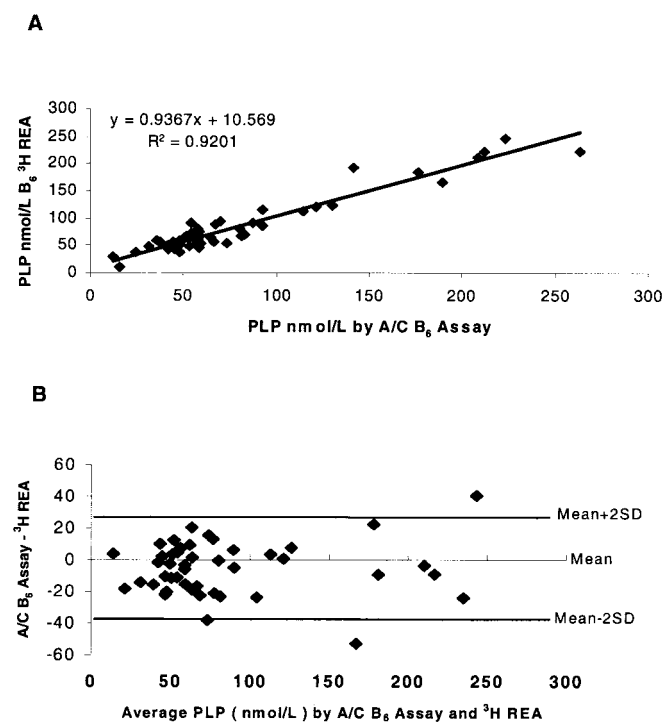 A
y = 0.9367x + 10.569
R² = 0.9201
PLP nmol/L B₆ ³H REA
300
250
200
150
100
50
0
0 50 100 150 200 250 300
PLP nmol/L by A/C B₆ Assay
B
A/C B₆ Assay - ³H REA
60
40
20
0
-20
-40
-60
Mean+2SD
Mean
Mean-2SD
0 50 100 150 200 250 300
Average PLP ( nmol/L ) by A/C B₆ Assay and ³H REA